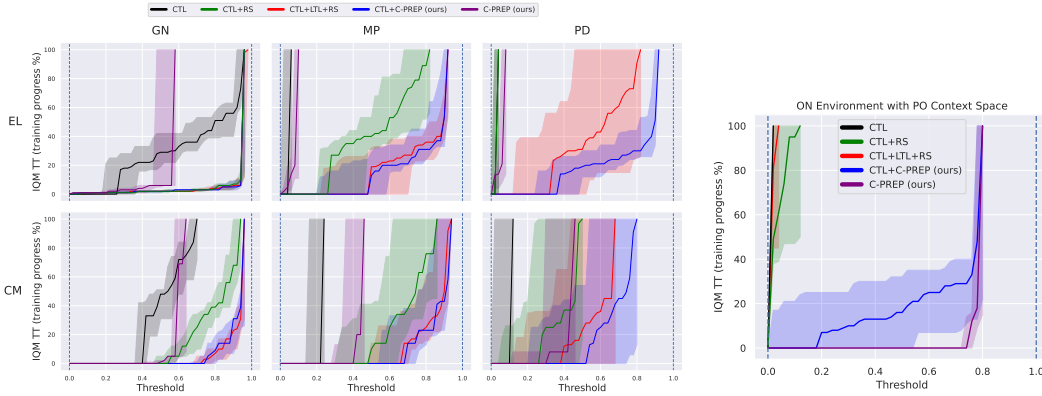 CTL CTL+RS CTL+LTL+RS CTL+C-PREP (ours) C-PREP (ours)
GN MP PD
EL
IQM TT (training progress %)
100
80
60
40
20
0
CM
IQM TT (training progress %)
100
80
60
40
20
0
0.0 0.2 0.4 0.6 0.8 1.0
Threshold
0.0 0.2 0.4 0.6 0.8 1.0
Threshold
0.0 0.2 0.4 0.6 0.8 1.0
Threshold
ON Environment with PO Context Space
CTL
CTL+RS
CTL+LTL+RS
CTL+C-PREP (ours)
C-PREP (ours)
IQM TT (training progress %)
100
80
60
40
20
0
0.0 0.2 0.4 0.6 0.8 1.0
Threshold